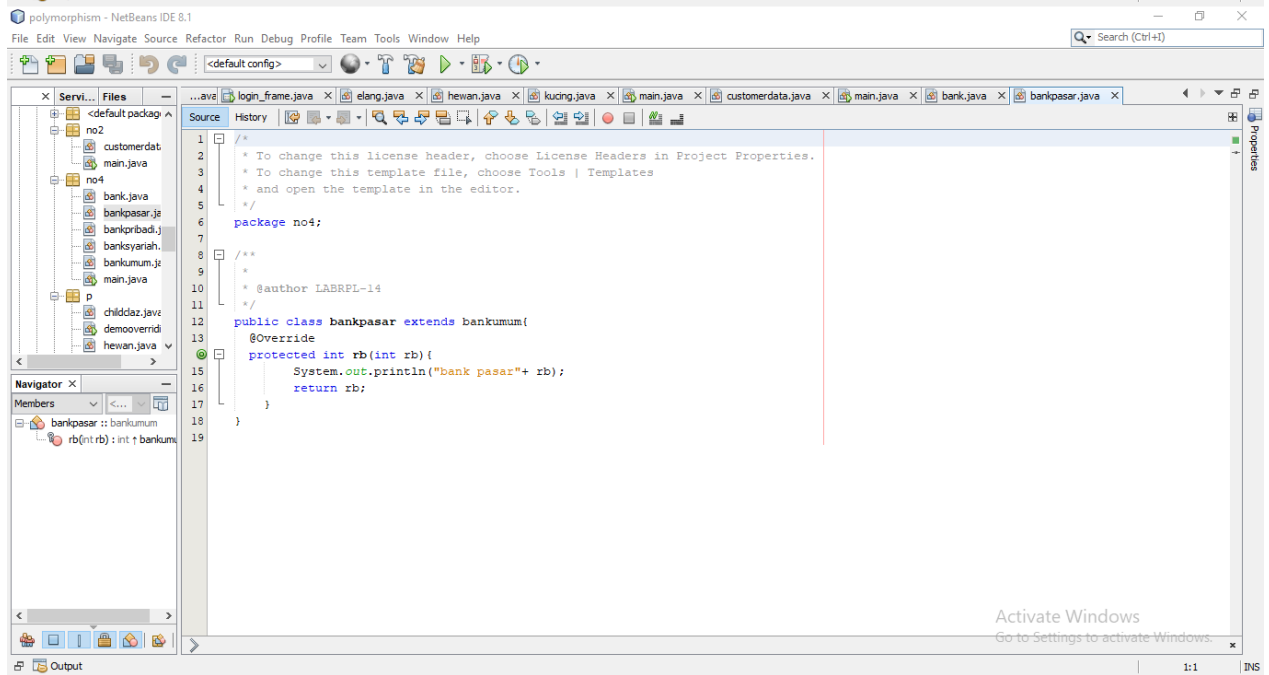 polymorphism - NetBeans IDE 8.1
File Edit View Navigate Source Refactor Run Debug Profile Team Tools Window Help
Search (Ctrl+I)
<default config>
Servi... Files
...ava login_frame.java elang.java hewan.java kucing.java main.java customerdata.java main.java bank.java bankpasar.java
Source History
<default packag
no2
customerdat
main.java
no4
bank.java
bankpasar.ja
bankpribadi.j
banksyariah.
bankumum.ja
main.java
p
childclaz.java
demooverridi
hewan.java
Navigator
Members
<...
bankpasar :: bankumum
rb(int rb) : int ↑ bankumu
1 /*
2 * To change this license header, choose License Headers in Project Properties.
3 * To change this template file, choose Tools | Templates
4 * and open the template in the editor.
5 */
6 package no4;
7
8 /**
9 *
10 * @author LABRPL-14
11 */
12 public class bankpasar extends bankumum{
13 @Override
protected int rb(int rb){
15 System.out.println("bank pasar"+ rb);
16 return rb;
17 }
18 }
19
Properties
Activate Windows
Go to Settings to activate Windows.
Output
1:1 INS